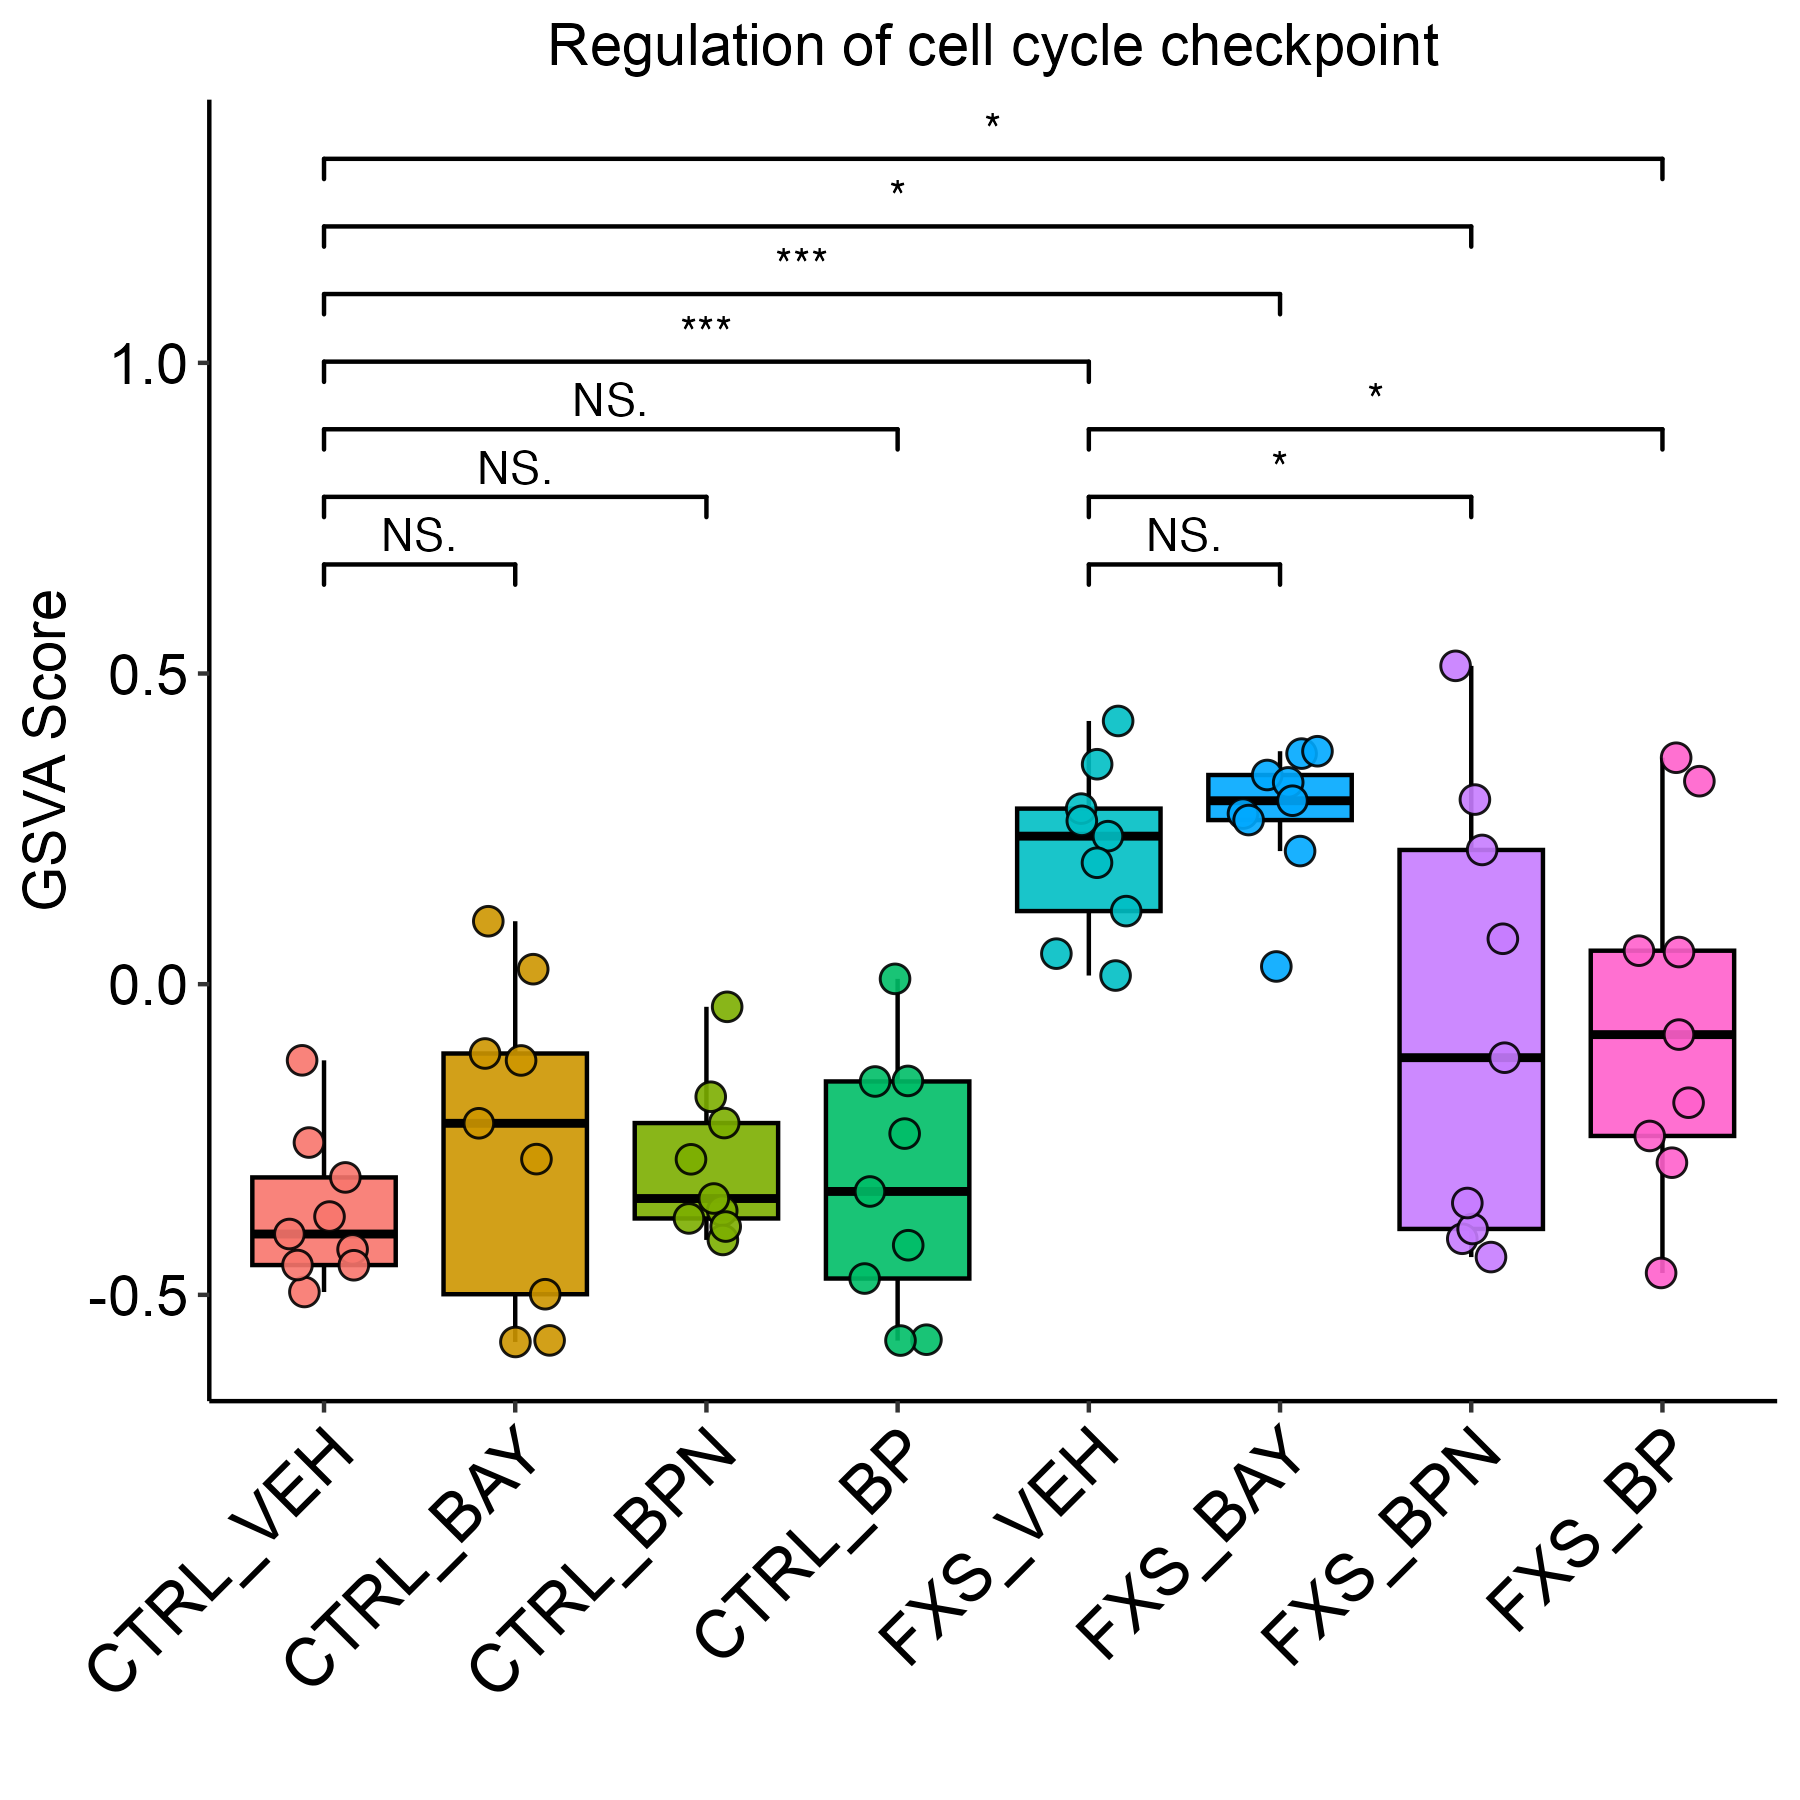 Regulation of cell cycle checkpoint
*
*
***
***
NS.
*
NS.
*
NS.
NS.
GSVA Score
1.0
0.5
0.0
-0.5
CTRL_VEH
CTRL_BAY
CTRL_BPN
CTRL_BP
FXS_VEH
FXS_BAY
FXS_BPN
FXS_BP